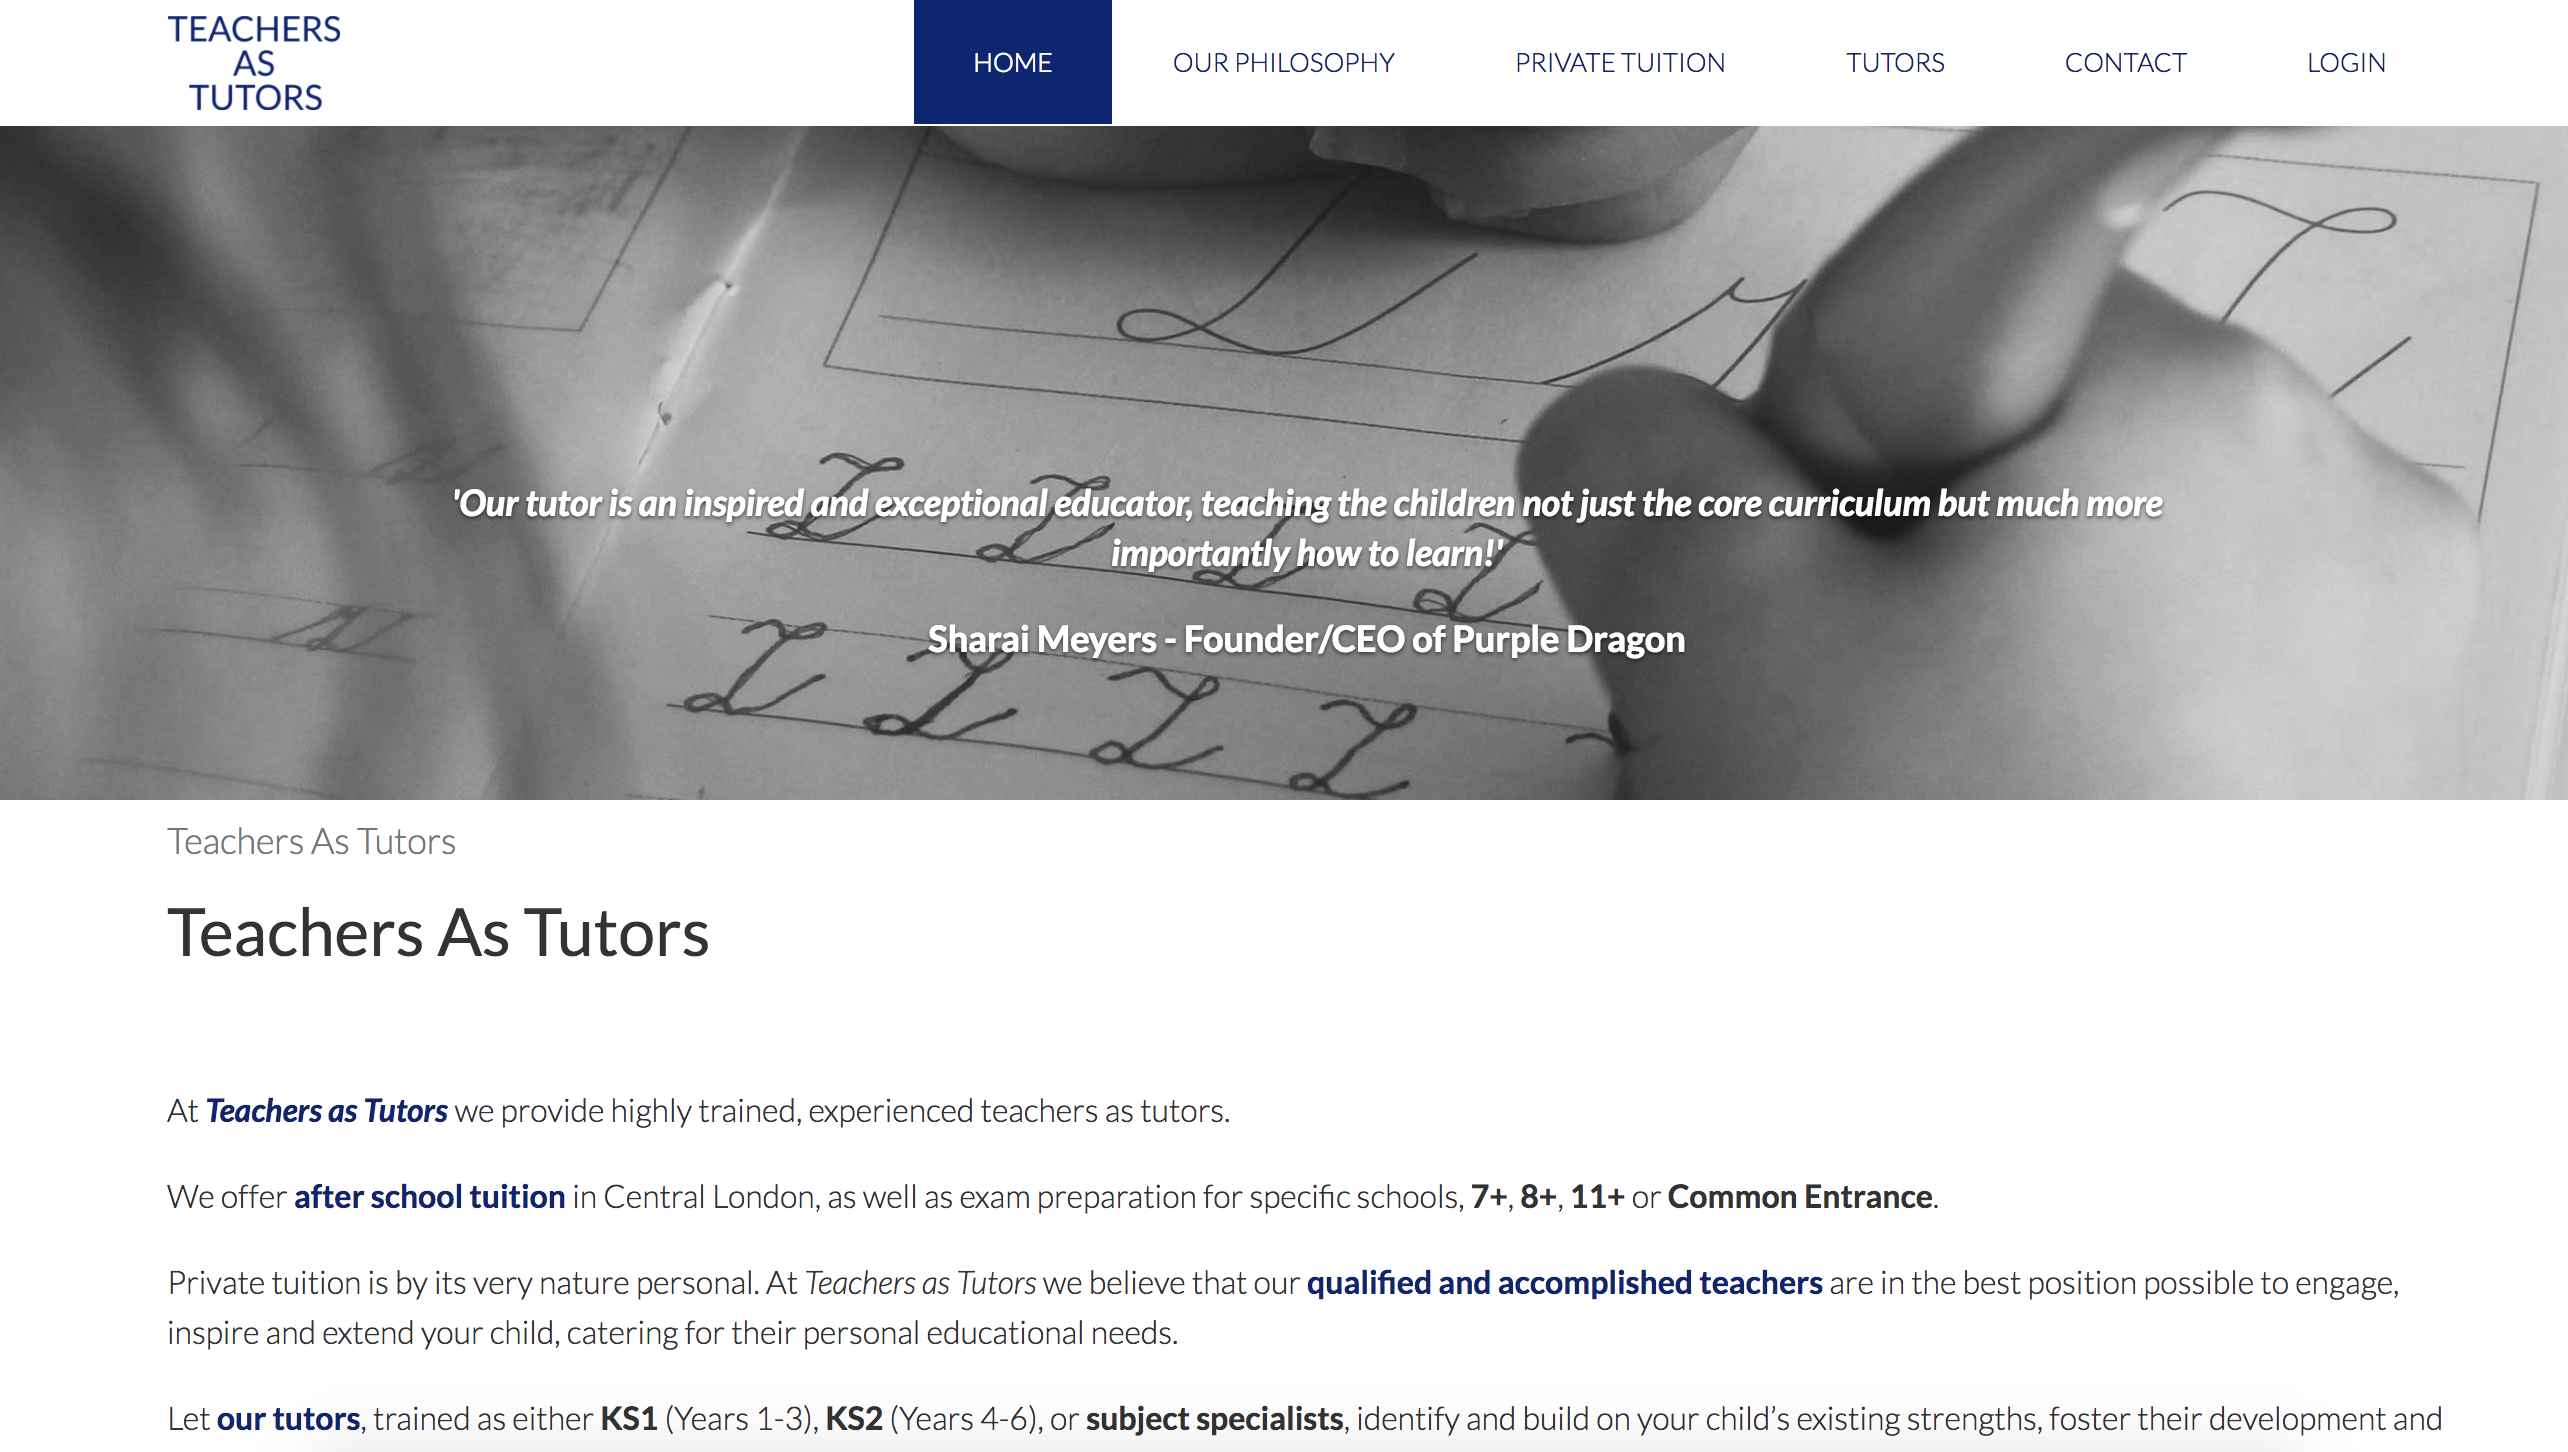 TEACHERS
AS
TUTORS
HOME
OUR PHILOSOPHY
PRIVATE TUITION
TUTORS
CONTACT
LOGIN
'Our tutor is an inspired and exceptional educator, teaching the children not just the core curriculum but much more
importantly how to learn!'
Sharai Meyers - Founder/CEO of Purple Dragon
Teachers As Tutors
Teachers As Tutors
At Teachers as Tutors we provide highly trained, experienced teachers as tutors.
We offer after school tuition in Central London, as well as exam preparation for specific schools, 7+, 8+, 11+ or Common Entrance.
Private tuition is by its very nature personal. At Teachers as Tutors we believe that our qualified and accomplished teachers are in the best position possible to engage,
inspire and extend your child, catering for their personal educational needs.
Let our tutors, trained as either KS1 (Years 1-3), KS2 (Years 4-6), or subject specialists, identify and build on your child’s existing strengths, foster their development and